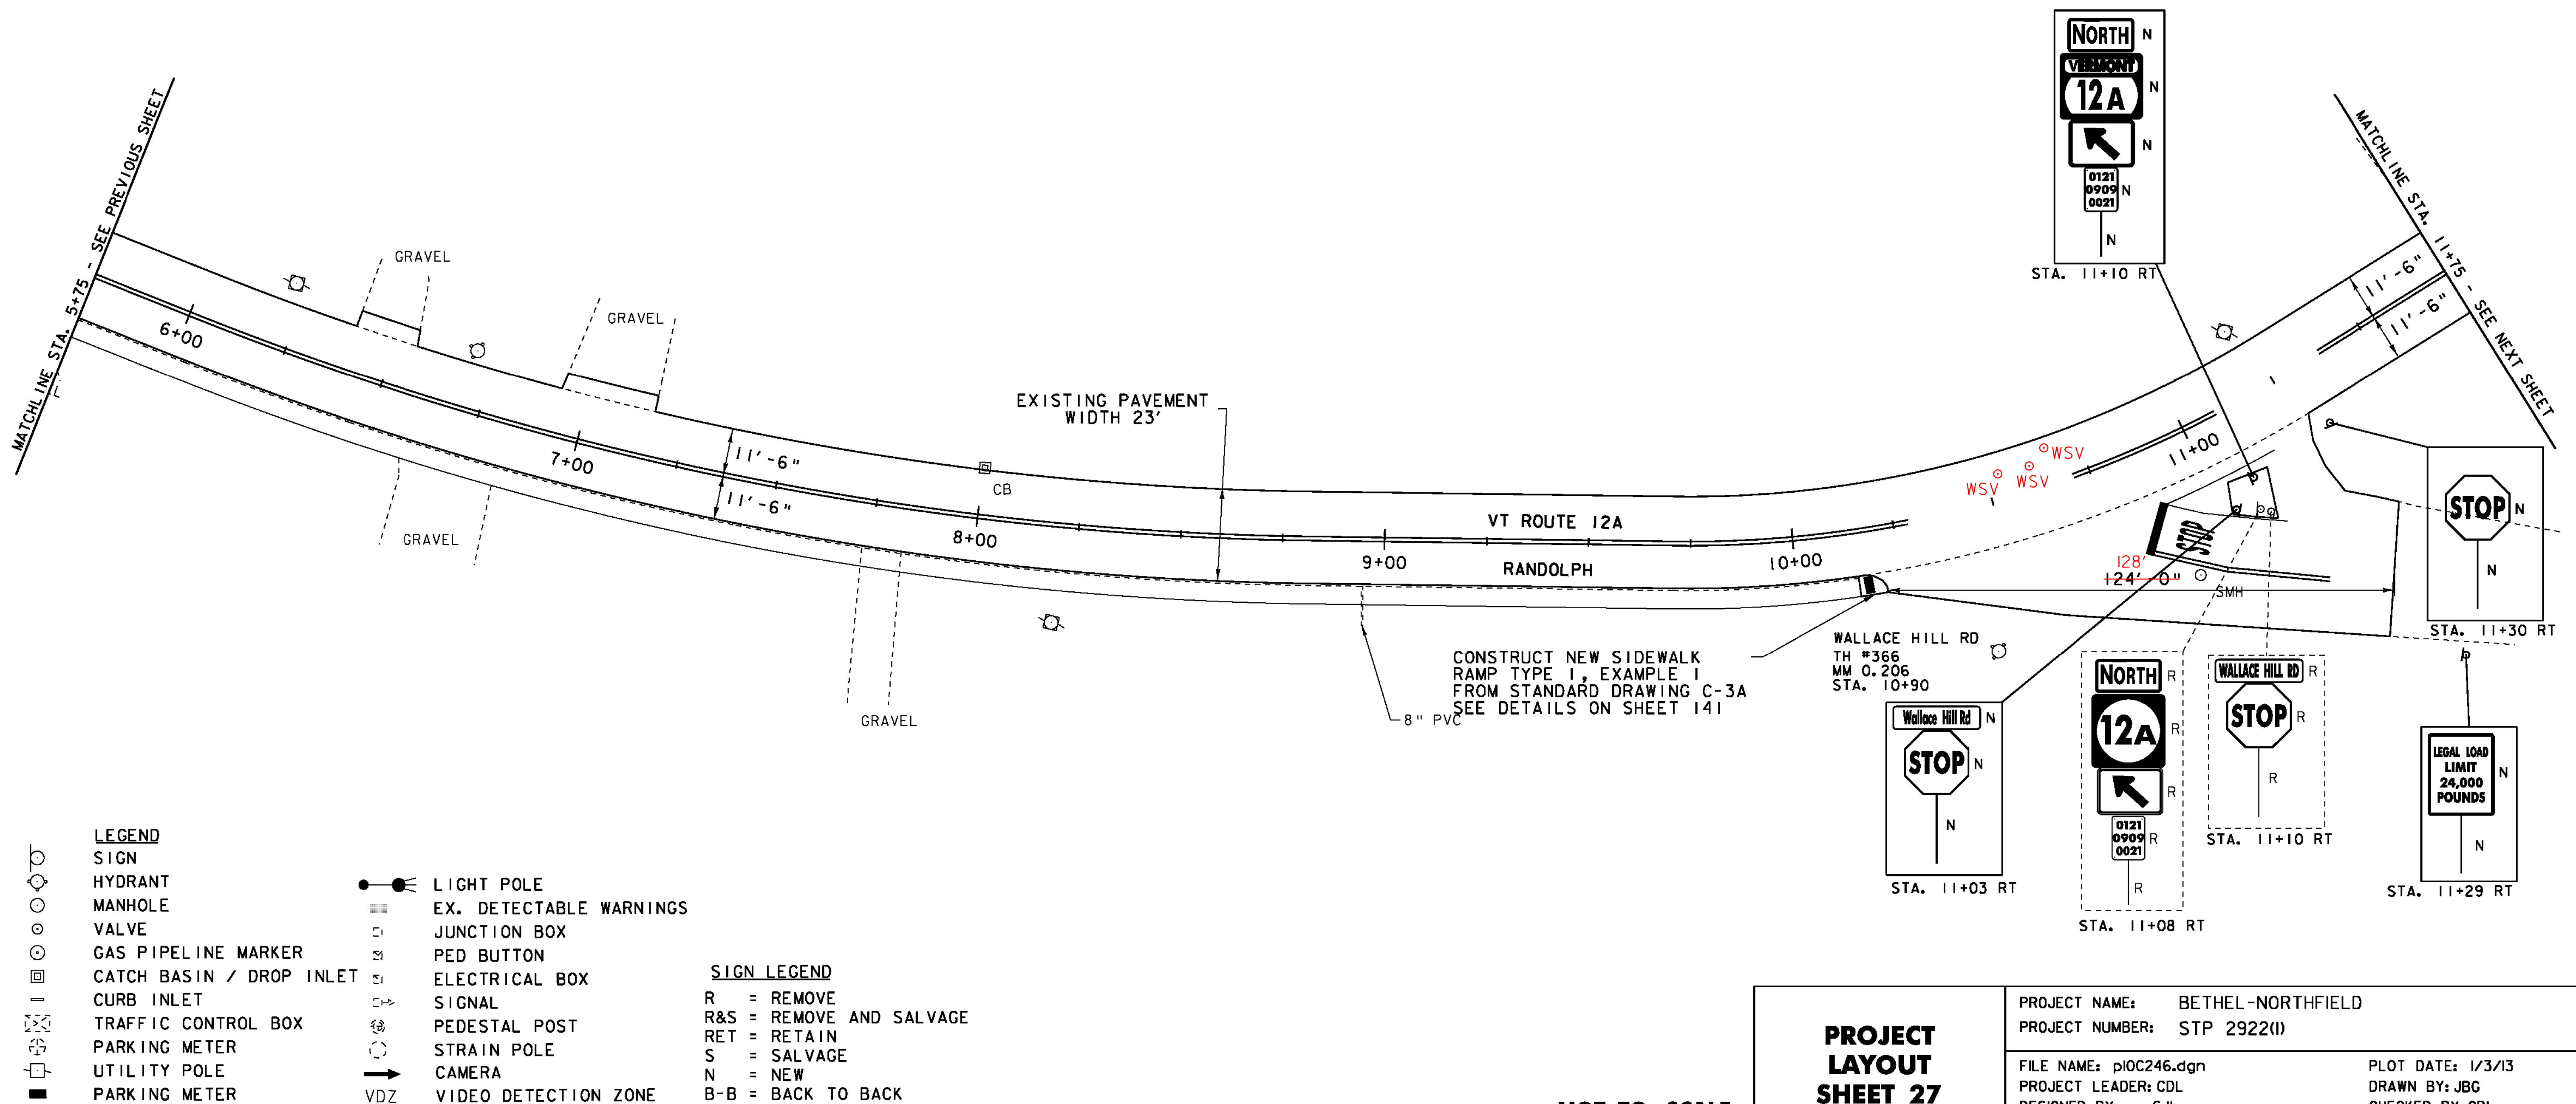 MATCHLINE STA. 5+75 - SEE PREVIOUS SHEET
MATCHLINE STA. 11+75 - SEE NEXT SHEET
NORTH N
VERMONT
12A N
N
0121
0909 N
0021
N
STA. 11+10 RT
GRAVEL
GRAVEL
6+00
7+00
11'-6"
11'-6"
EXISTING PAVEMENT
WIDTH 23'
CB
8+00
GRAVEL
GRAVEL
VT ROUTE 12A
9+00
RANDOLPH
10+00
8" PVC
WSV
WSV
WSV
11+00
11'-6"
11'-6"
STOP
128'
124'-0"
SMH
CONSTRUCT NEW SIDEWALK
RAMP TYPE 1, EXAMPLE 1
FROM STANDARD DRAWING C-3A
SEE DETAILS ON SHEET 141
WALLACE HILL RD
TH #366
MM 0.206
STA. 10+90
Wallace Hill Rd N
STOP N
N
STA. 11+03 RT
NORTH R
12A R
R
0121
0909 R
0021
R
STA. 11+08 RT
WALLACE HILL RD R
STOP R
R
STA. 11+10 RT
STOP N
N
STA. 11+30 RT
LEGAL LOAD
LIMIT
24,000
POUNDS
N
N
STA. 11+29 RT
LEGEND
SIGN
HYDRANT
MANHOLE
VALVE
GAS PIPELINE MARKER
CATCH BASIN / DROP INLET
CURB INLET
TRAFFIC CONTROL BOX
PARKING METER
UTILITY POLE
PARKING METER
LIGHT POLE
EX. DETECTABLE WARNINGS
JUNCTION BOX
PED BUTTON
ELECTRICAL BOX
SIGNAL
PEDESTAL POST
STRAIN POLE
CAMERA
VDZ VIDEO DETECTION ZONE
SIGN LEGEND
R = REMOVE
R&S = REMOVE AND SALVAGE
RET = RETAIN
S = SALVAGE
N = NEW
B-B = BACK TO BACK
PROJECT
LAYOUT
SHEET 27
PROJECT NAME: BETHEL-NORTHFIELD
PROJECT NUMBER: STP 2922(1)
FILE NAME: p10C246.dgn
PLOT DATE: 1/3/13
PROJECT LEADER: CDL
DRAWN BY: JBG